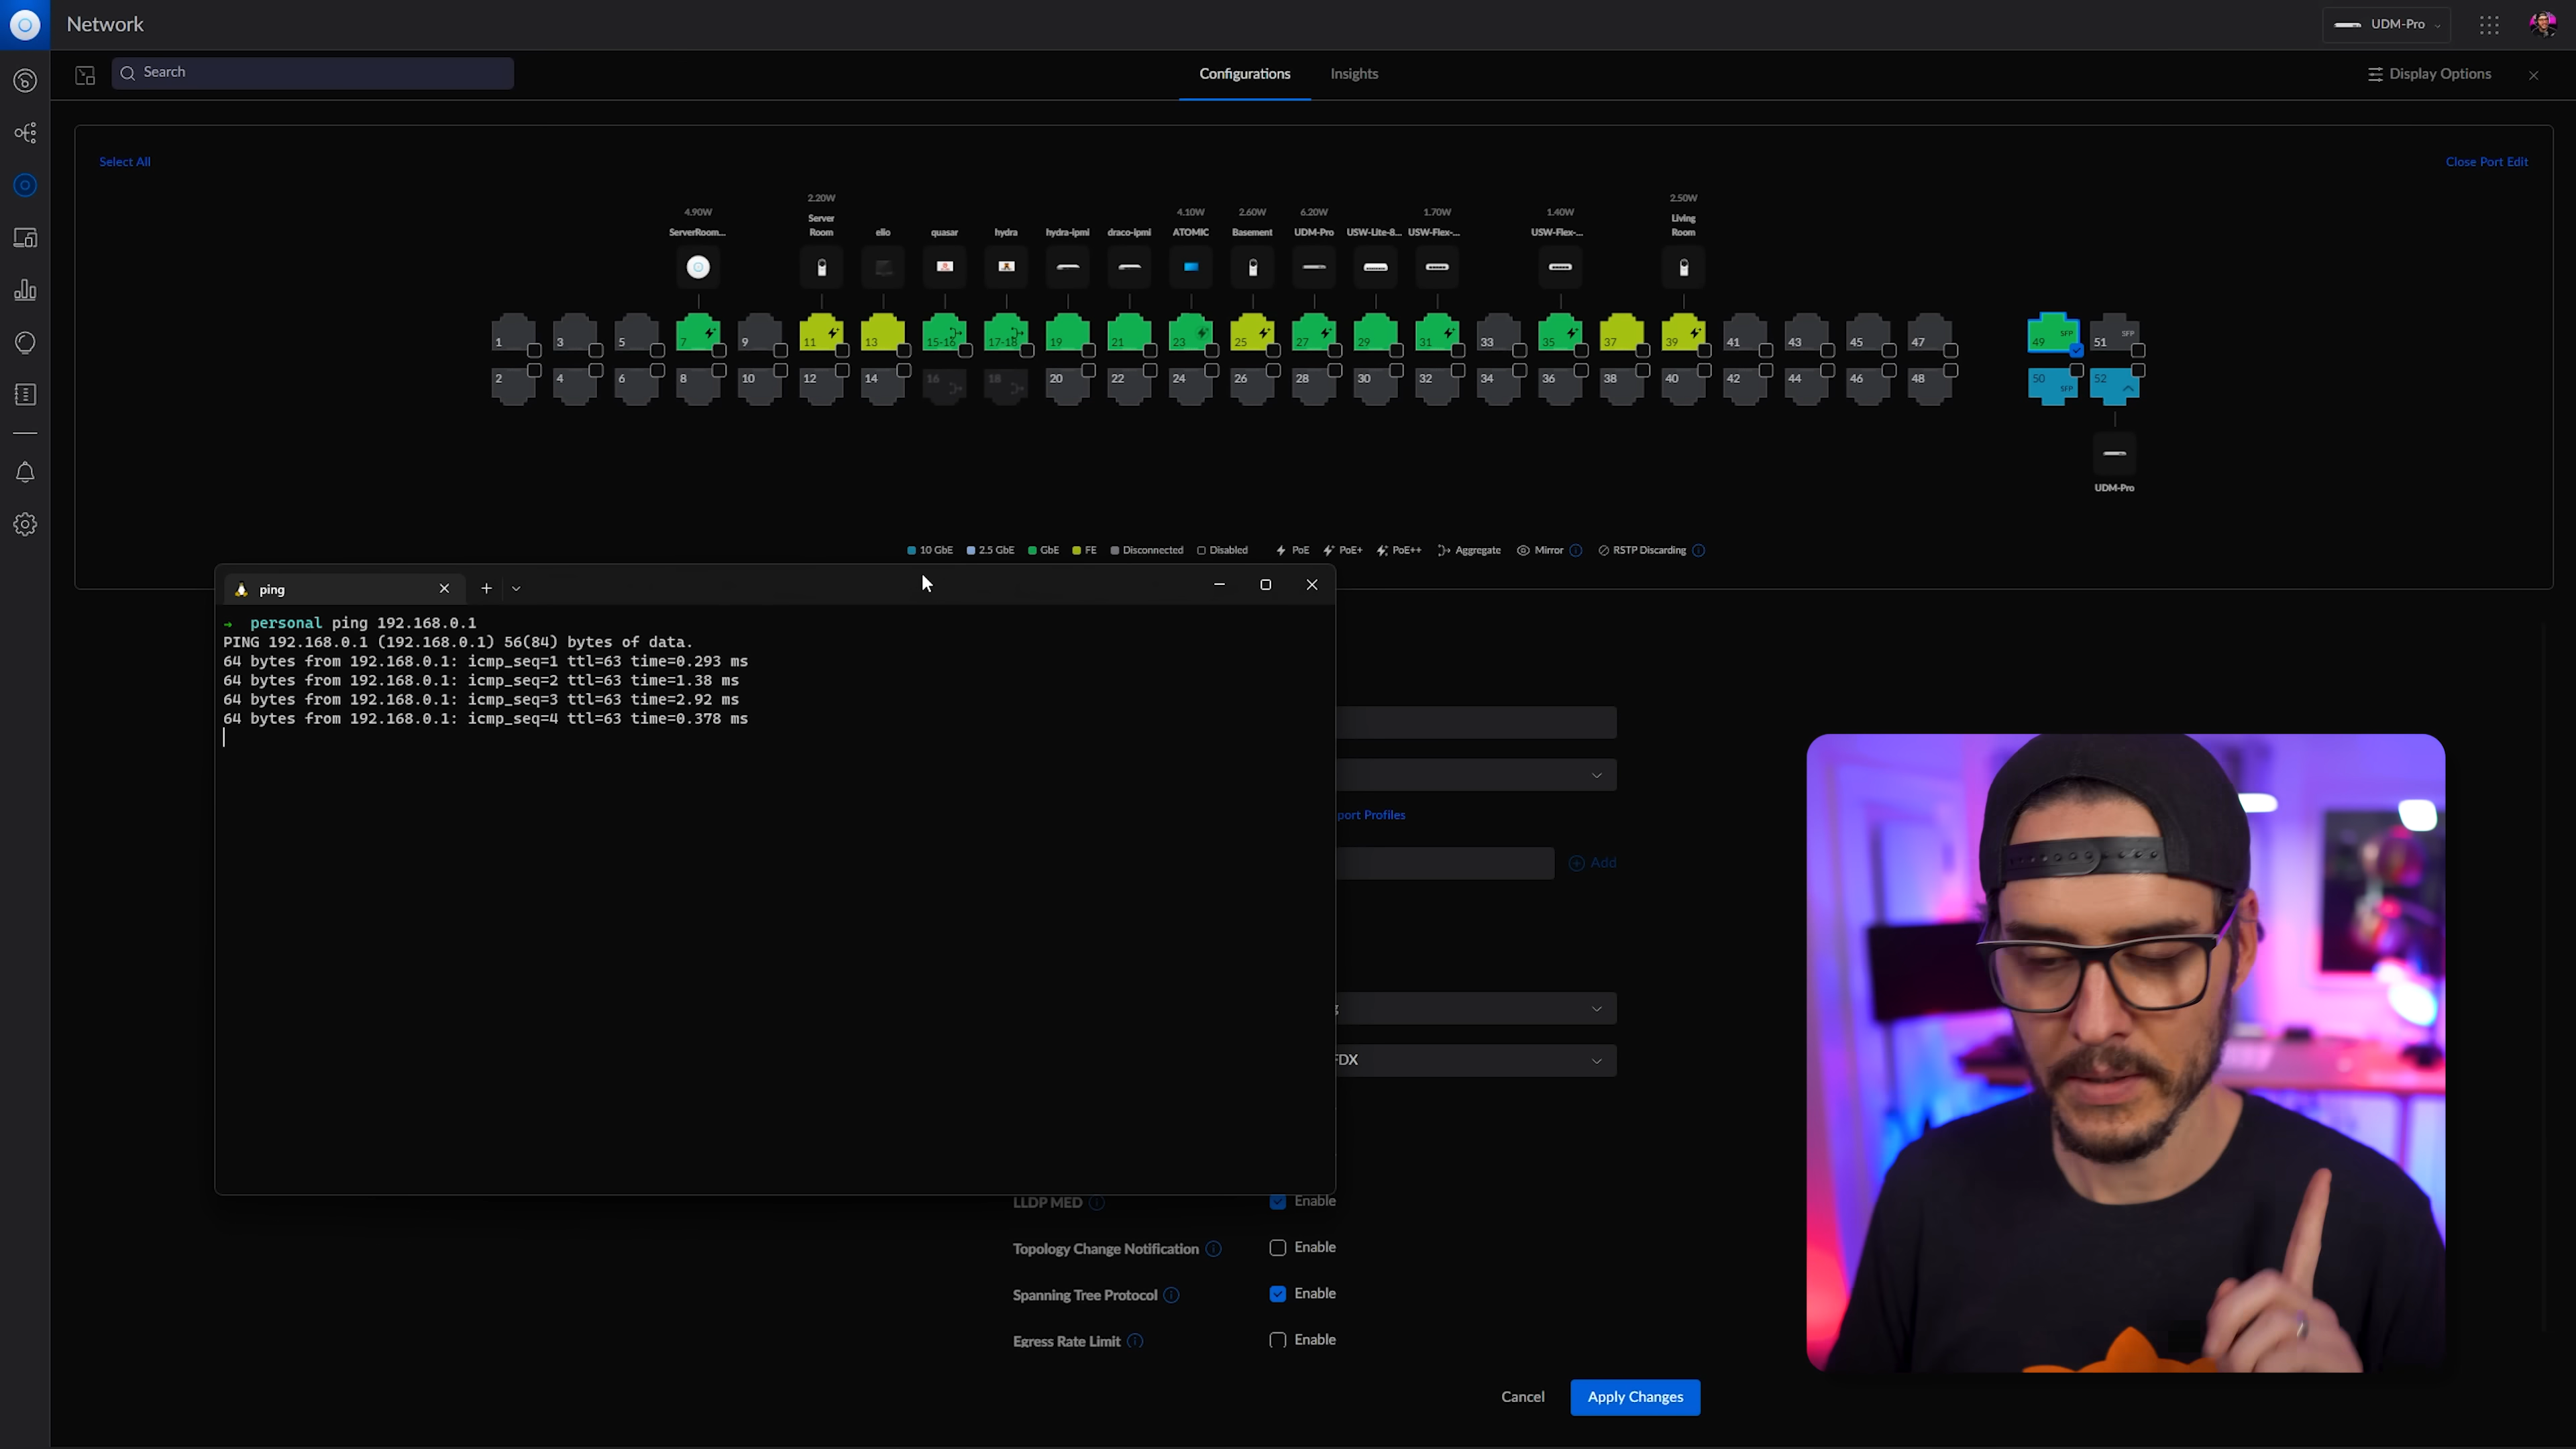 Network
UDM-Pro
Search
Configurations
Insights
Display Options
Select All
Close Port Edit
4.90W
ServerRoom...
2.20W
Server
Room
elio
quasar
hydra
hydra-ipmi
draco-ipmi
4.10W
ATOMIC
2.60W
Basement
6.20W
UDM-Pro
USW-Lite-8...
1.70W
USW-Flex-...
1.40W
USW-Flex-...
2.50W
Living
Room
1 3 5 7 9 11 13 15-16 17-18 19 21 23 25 27 29 31 33 35 37 39 41 43 45 47 49 SFP 51 SFP
2 4 6 8 10 12 14 16 18 20 22 24 26 28 30 32 34 36 38 40 42 44 46 48 50 SFP 52
UDM-Pro
10 GbE 2.5 GbE GbE FE Disconnected Disabled PoE PoE+ PoE++ Aggregate Mirror RSTP Discarding
ping
→ personal ping 192.168.0.1
PING 192.168.0.1 (192.168.0.1) 56(84) bytes of data.
64 bytes from 192.168.0.1: icmp_seq=1 ttl=63 time=0.293 ms
64 bytes from 192.168.0.1: icmp_seq=2 ttl=63 time=1.38 ms
64 bytes from 192.168.0.1: icmp_seq=3 ttl=63 time=2.92 ms
64 bytes from 192.168.0.1: icmp_seq=4 ttl=63 time=0.378 ms
port Profiles
Add
FDX
LLDP MED Enable
Topology Change Notification Enable
Spanning Tree Protocol Enable
Egress Rate Limit Enable
Cancel
Apply Changes